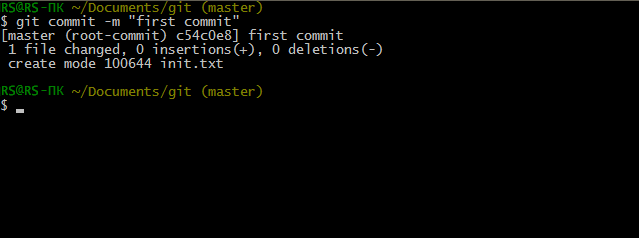 RS@RS-ПК ~/Documents/git (master)
$ git commit -m "first commit"
[master (root-commit) c54c0e8] first commit
 1 file changed, 0 insertions(+), 0 deletions(-)
 create mode 100644 init.txt
RS@RS-ПК ~/Documents/git (master)
$